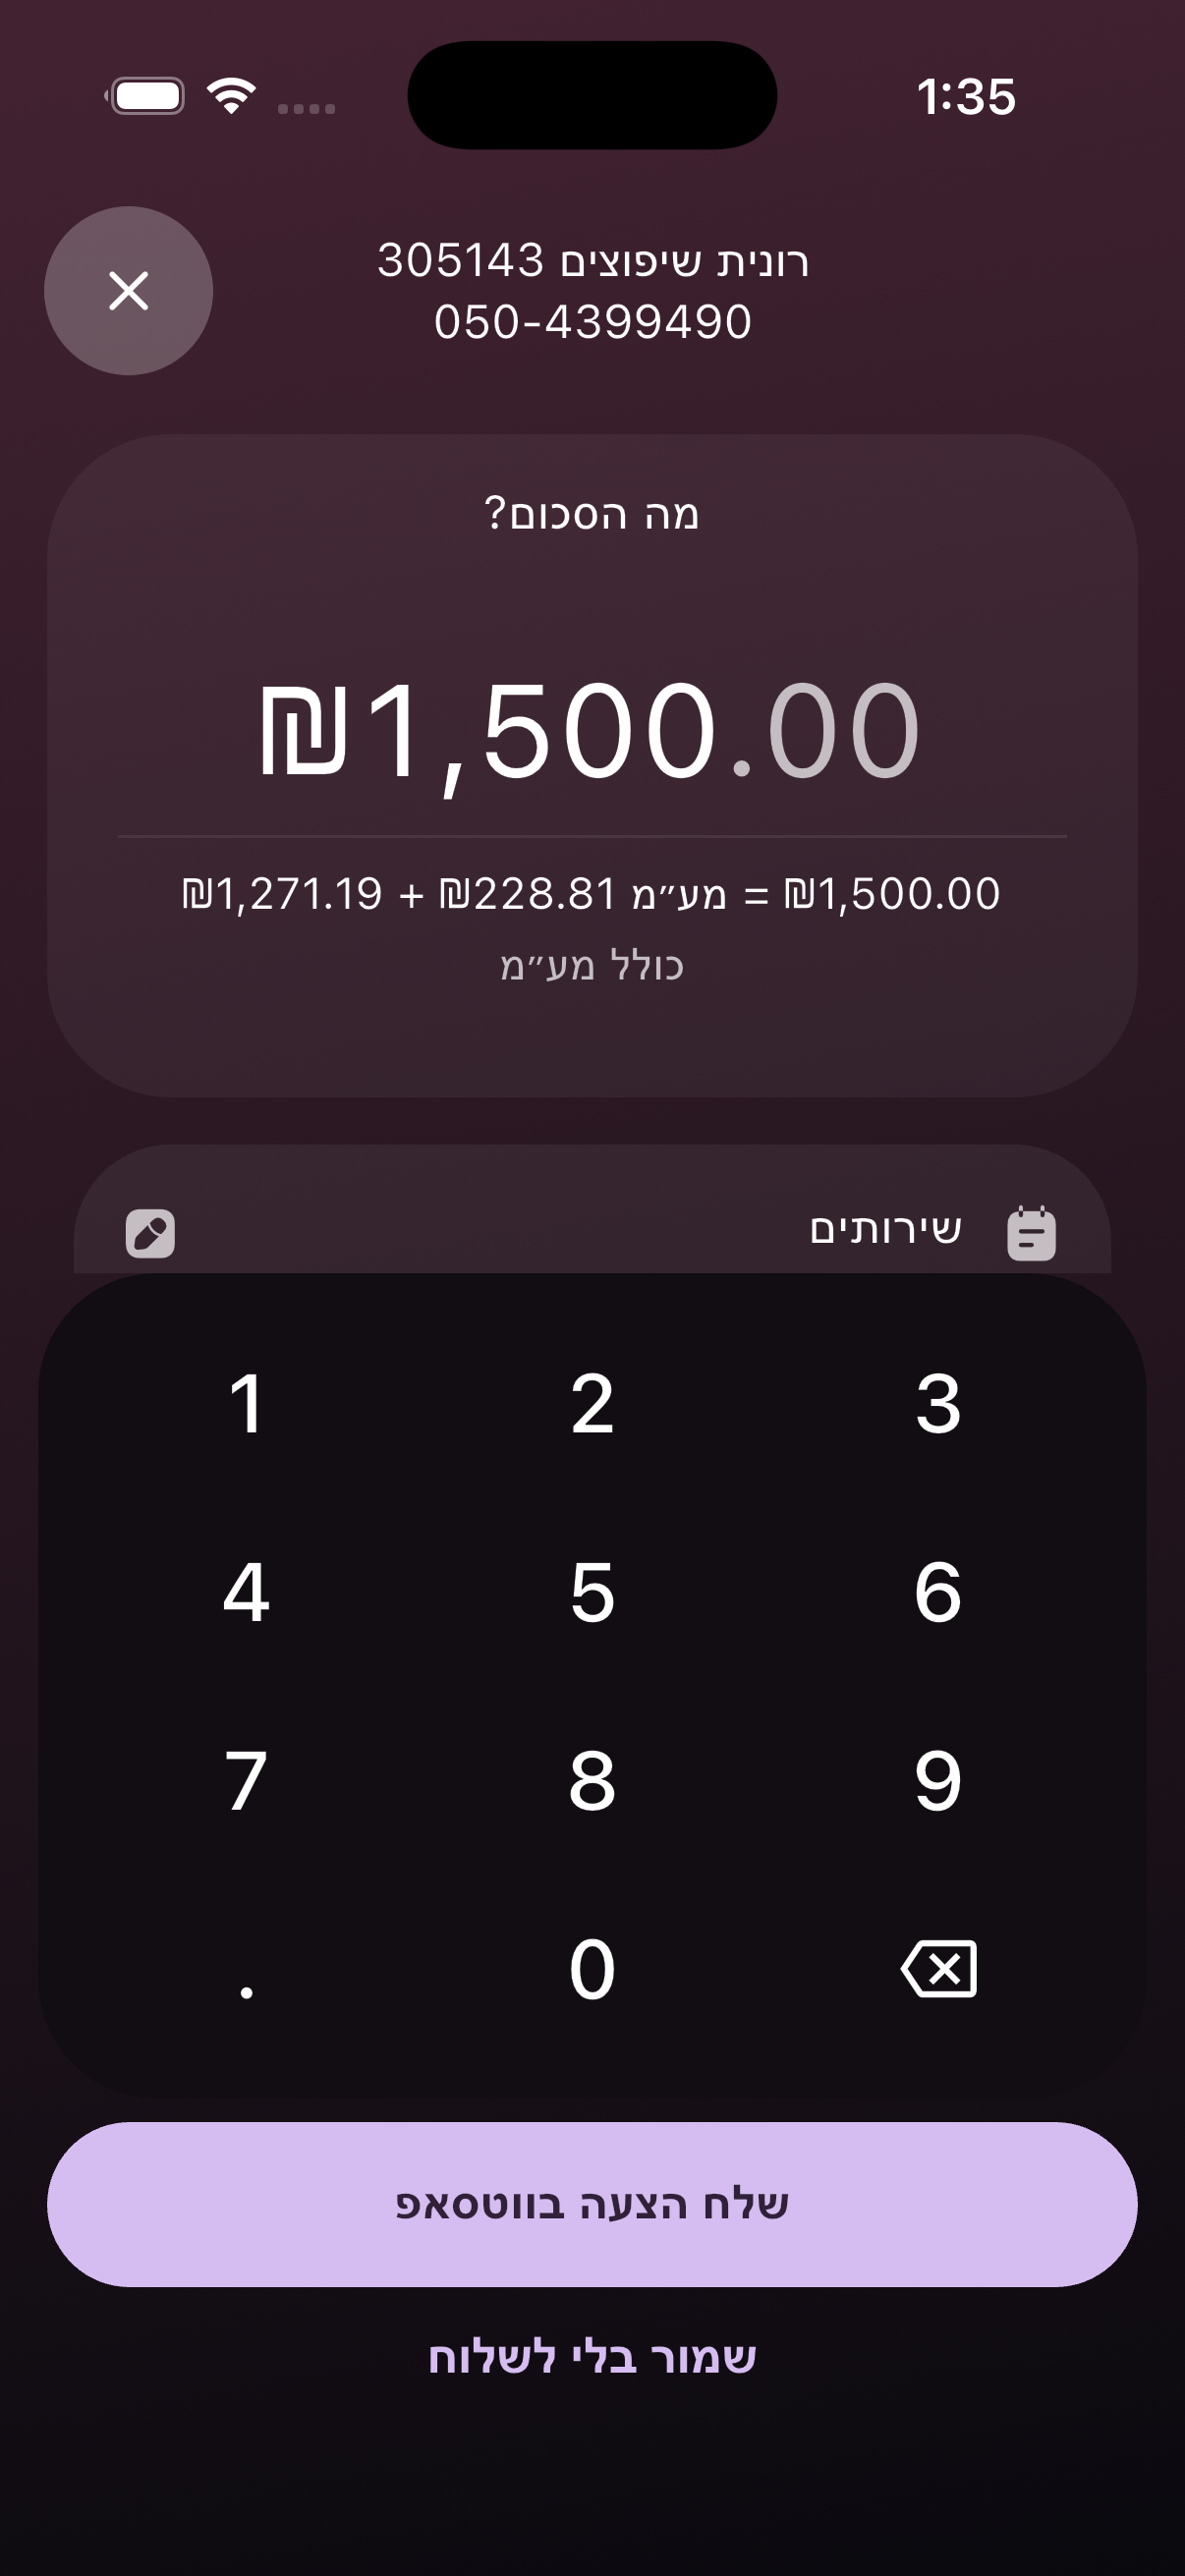 1:35
רונית שיפוצים 305143
050-4399490
מה הסכום?
₪1,500.00
₪1,271.19 + ₪228.81 מע״מ = ₪1,500.00
כולל מע״מ
שירותים
1 2 3
4 5 6
7 8 9
. 0
שלח הצעה בווטסאפ
שמור בלי לשלוח